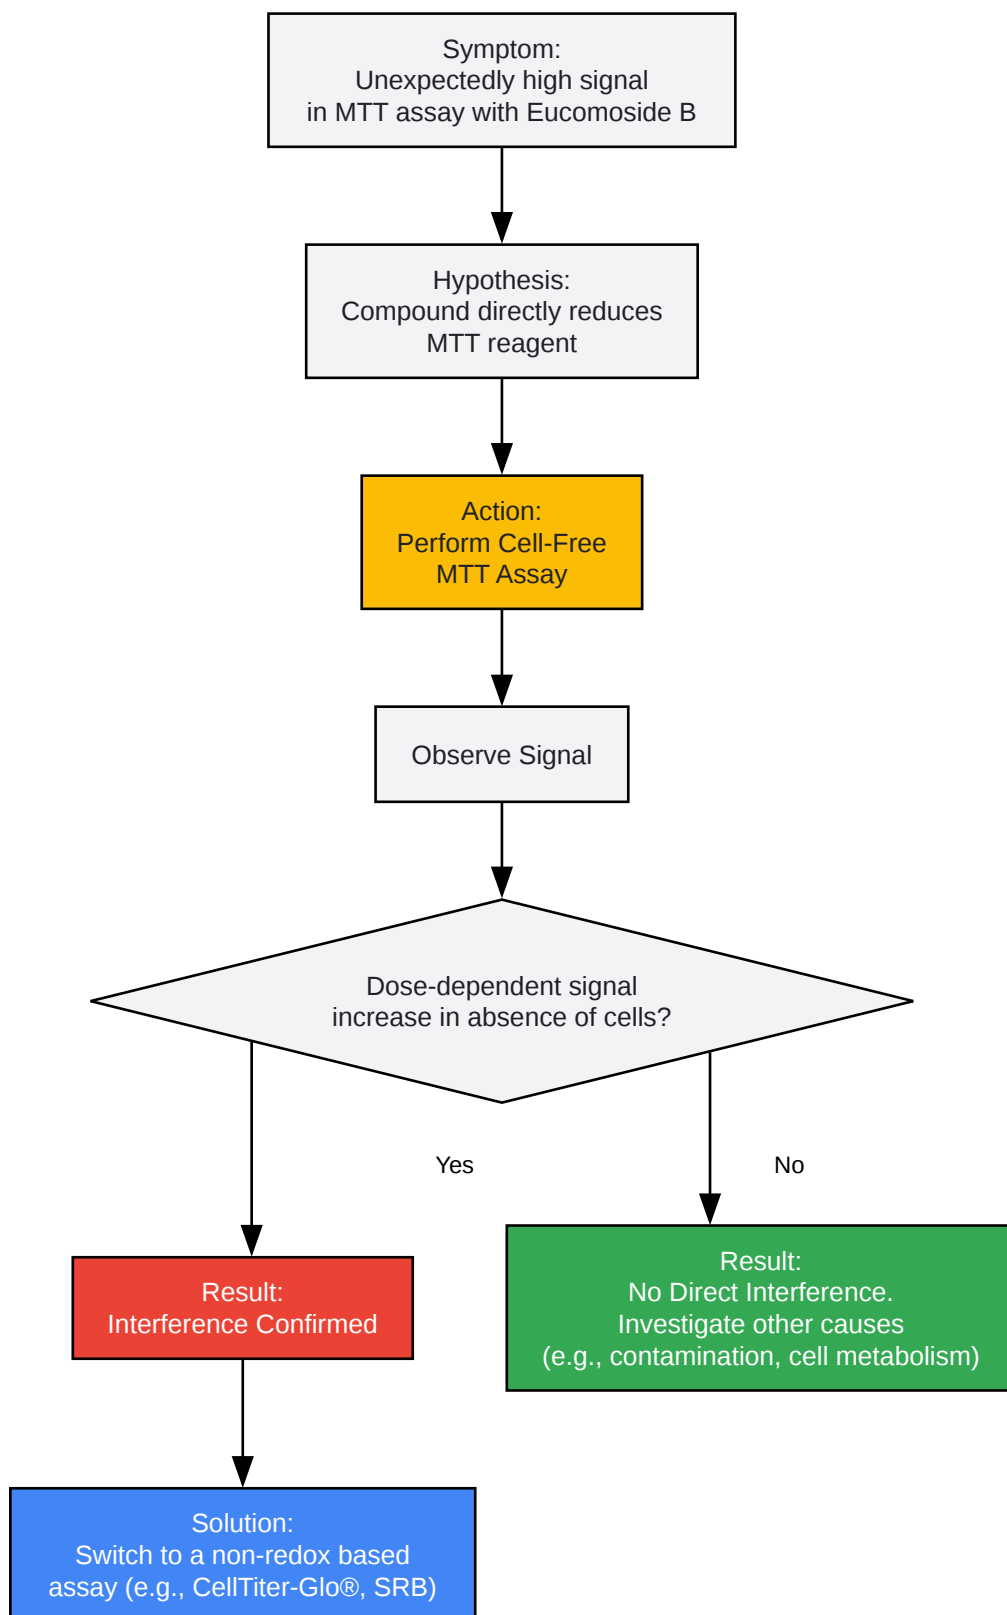 Symptom:
Unexpectedly high signal
in MTT assay with Eucomoside B
Hypothesis:
Compound directly reduces
MTT reagent
Action:
Perform Cell-Free
MTT Assay
Observe Signal
Dose-dependent signal
increase in absence of cells?
Yes
No
Result:
Interference Confirmed
Result:
No Direct Interference.
Investigate other causes
(e.g., contamination, cell metabolism)
Solution:
Switch to a non-redox based
assay (e.g., CellTiter-Glo®, SRB)